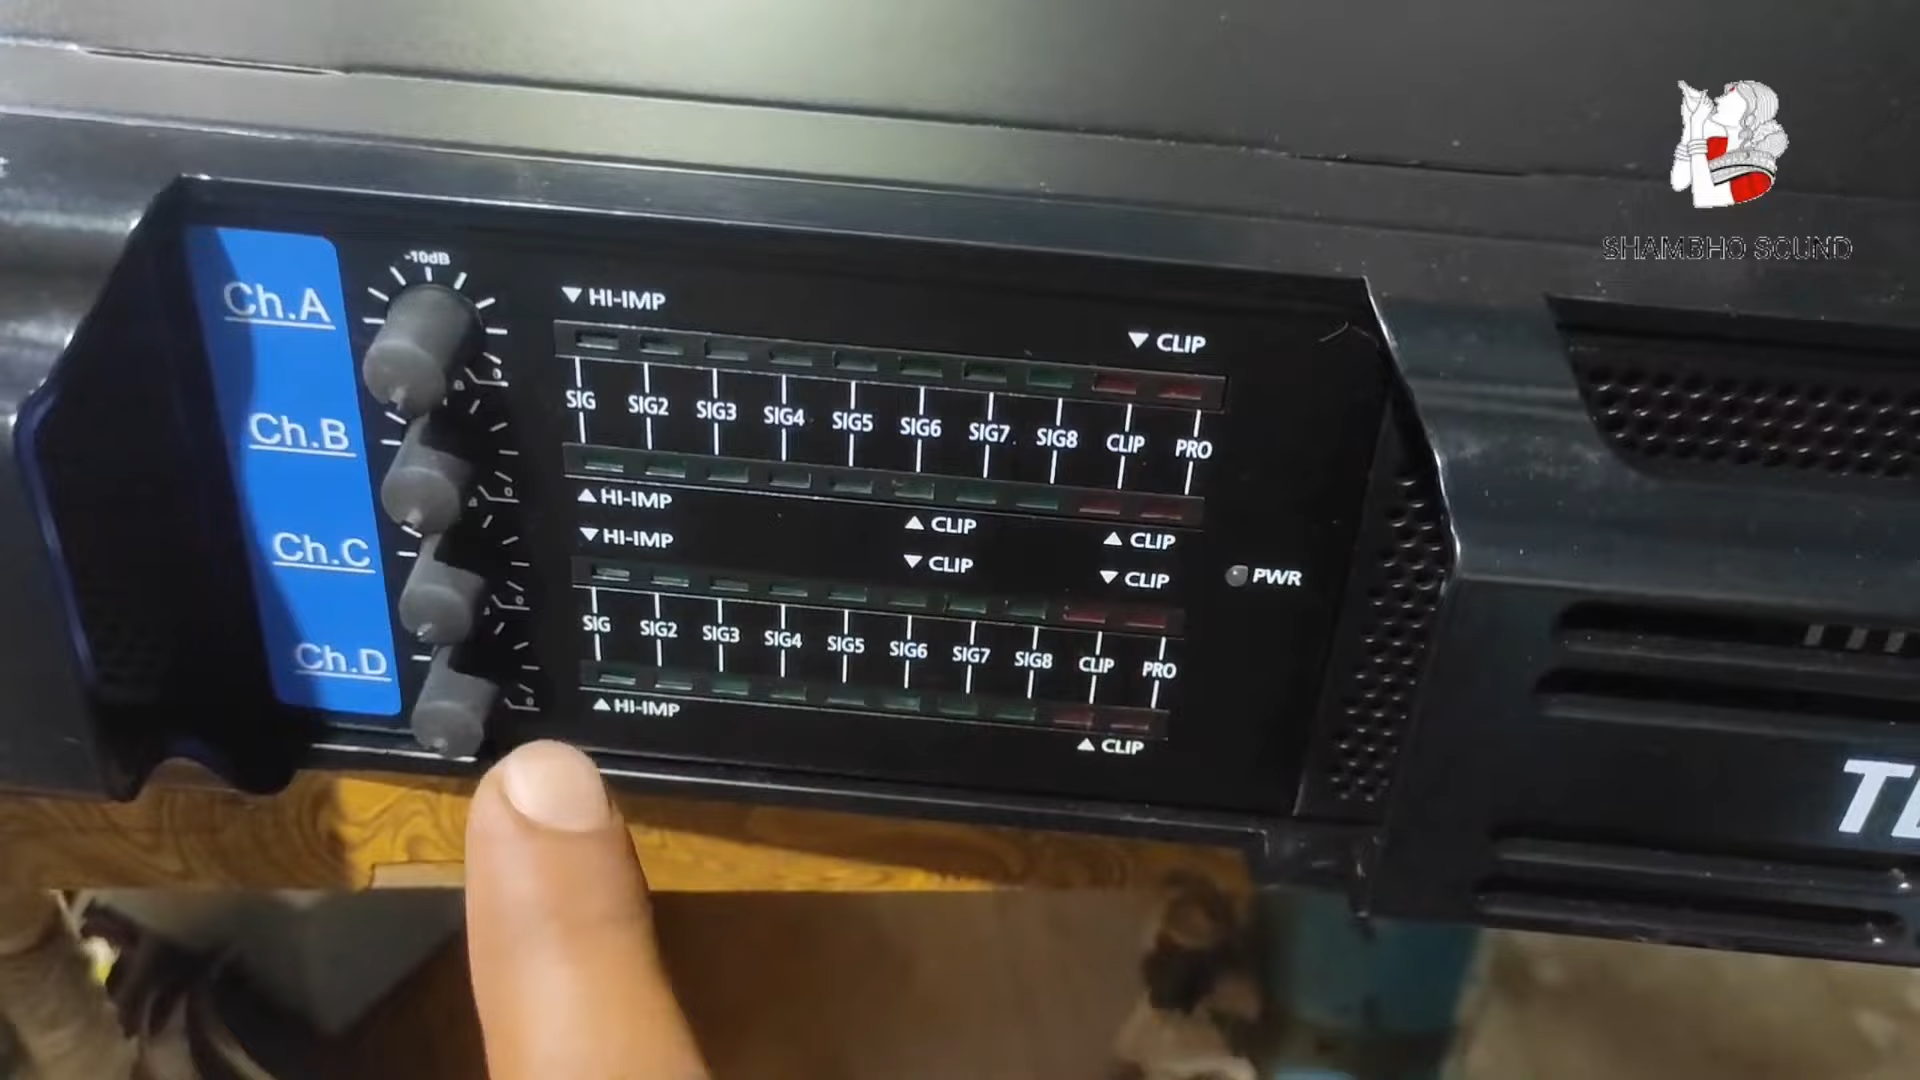 SHAMBHO SOUND
-10dB
Ch.A
Ch.B
Ch.C
Ch.D
▼ HI-IMP
▼ CLIP
SIG SIG2 SIG3 SIG4 SIG5 SIG6 SIG7 SIG8 CLIP PRO
▲ HI-IMP ▲ CLIP ▲ CLIP
▼ HI-IMP ▼ CLIP ▼ CLIP
PWR
SIG SIG2 SIG3 SIG4 SIG5 SIG6 SIG7 SIG8 CLIP PRO
▲ HI-IMP ▲ CLIP